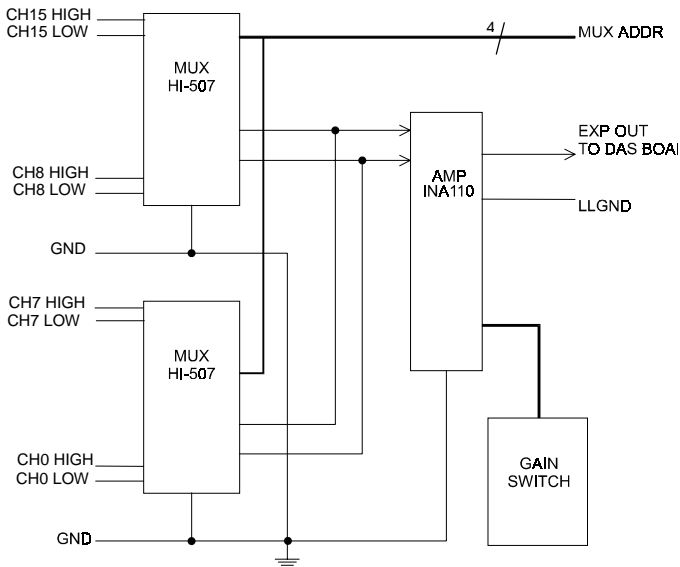 CH15 HIGH
CH15 LOW
4
MUX ADDR
MUX
HI-507
EXP OUT
TO DAS BOA
CH8 HIGH
CH8 LOW
AMP
INA110
LLGND
GND
CH7 HIGH
CH7 LOW
MUX
HI-507
CH0 HIGH
CH0 LOW
GAIN
SWITCH
GND